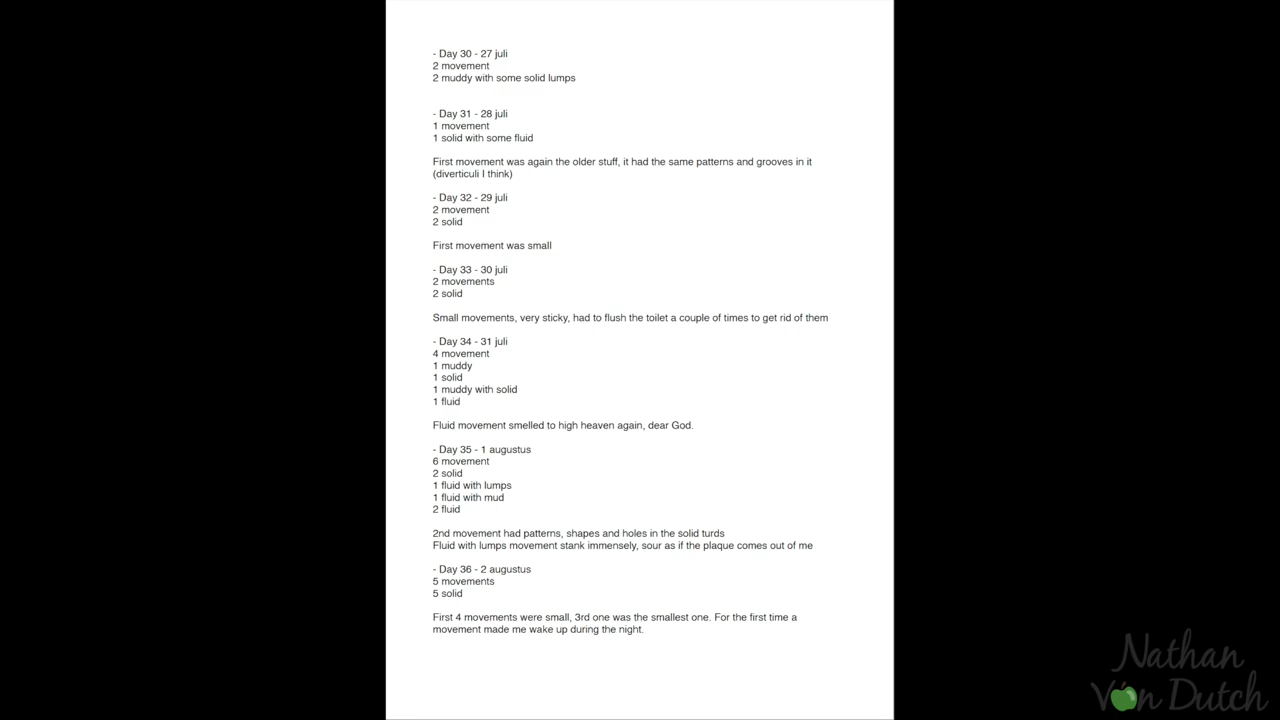 - Day 30 - 27 juli
2 movement
2 muddy with some solid lumps
- Day 31 - 28 juli
1 movement
1 solid with some fluid
First movement was again the older stuff, it had the same patterns and grooves in it
(diverticuli I think)
- Day 32 - 29 juli
2 movement
2 solid
First movement was small
- Day 33 - 30 juli
2 movements
2 solid
Small movements, very sticky, had to flush the toilet a couple of times to get rid of them
- Day 34 - 31 juli
4 movement
1 muddy
1 solid
1 muddy with solid
1 fluid
Fluid movement smelled to high heaven again, dear God.
- Day 35 - 1 augustus
6 movement
2 solid
1 fluid with lumps
1 fluid with mud
2 fluid
2nd movement had patterns, shapes and holes in the solid turds
Fluid with lumps movement stank immensely, sour as if the plaque comes out of me
- Day 36 - 2 augustus
5 movements
5 solid
First 4 movements were small, 3rd one was the smallest one. For the first time a
movement made me wake up during the night.
Nathan
Von Dutch